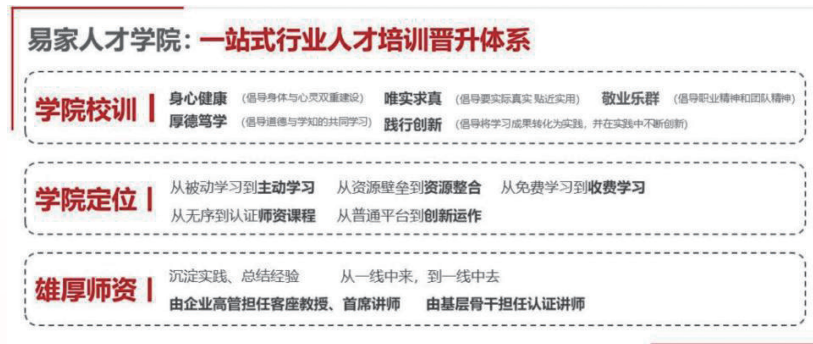 易家人才学院：一站式行业人才培训晋升体系
学院校训
身心健康 （倡导身体与心灵双重建设） 唯实求真 （倡导要实际真实 贴近实用） 敬业乐群 （倡导职业精神和团队精神）
厚德笃学 （倡导道德与学知的共同学习） 践行创新 （倡导将学习成果转化为实践，并在实践中不断创新）
学院定位
从被动学习到主动学习 从资源壁垒到资源整合 从免费学习到收费学习
从无序到认证师资课程 从普通平台到创新运作
雄厚师资
沉淀实践、总结经验 从一线中来，到一线中去
由企业高管担任客座教授、首席讲师 由基层骨干担任认证讲师